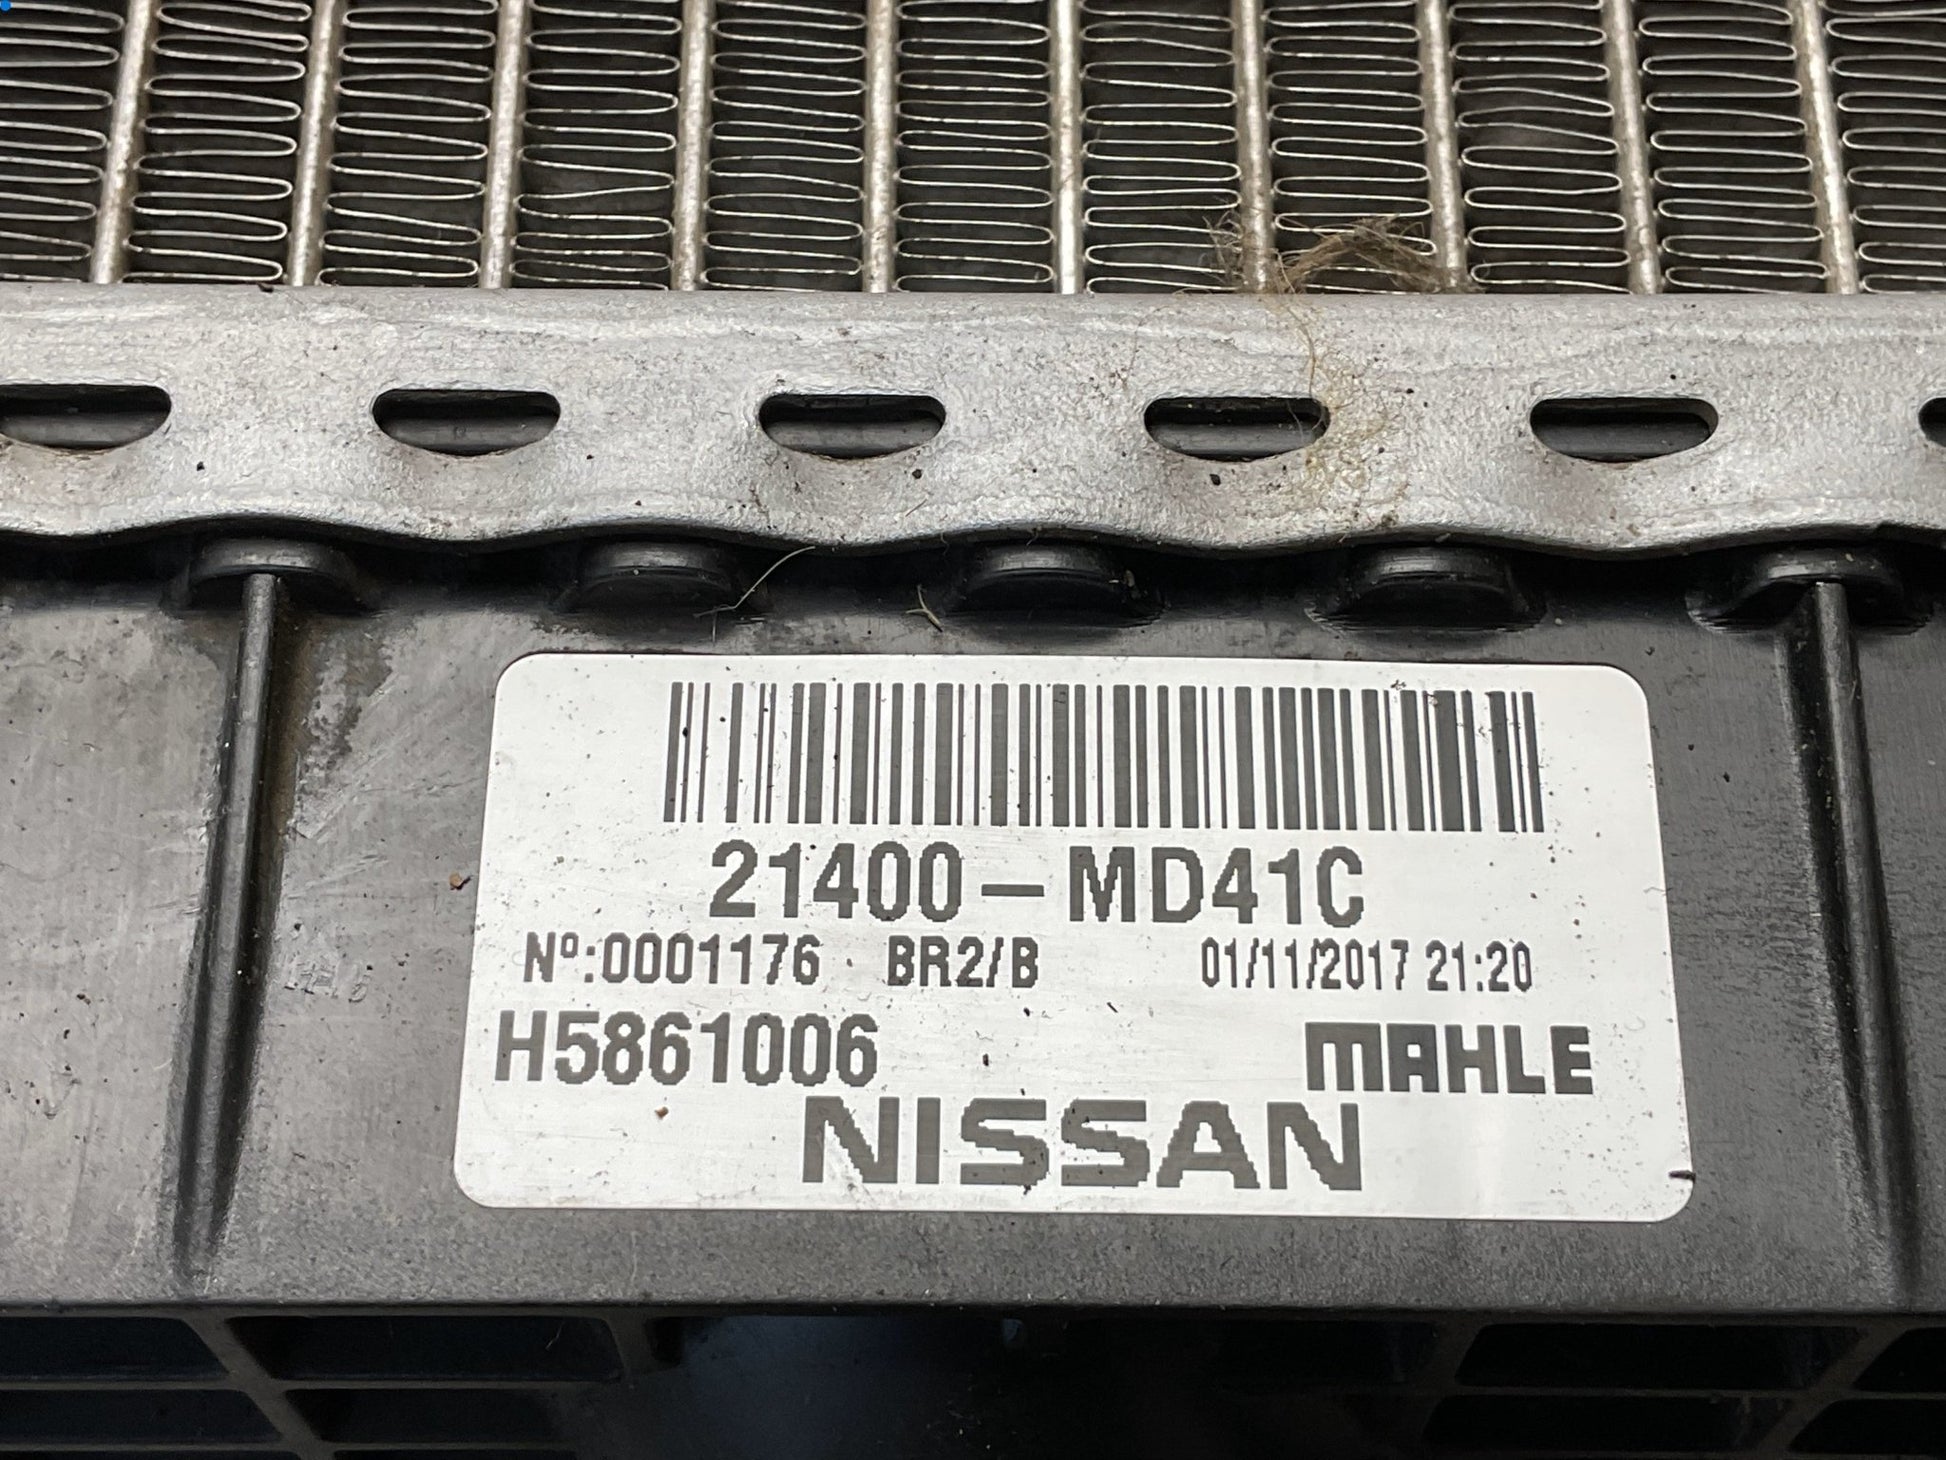 21400-MD41C
Nº:0001176 BR2/B 01/11/2017 21:20
H5861006 MAHLE
NISSAN